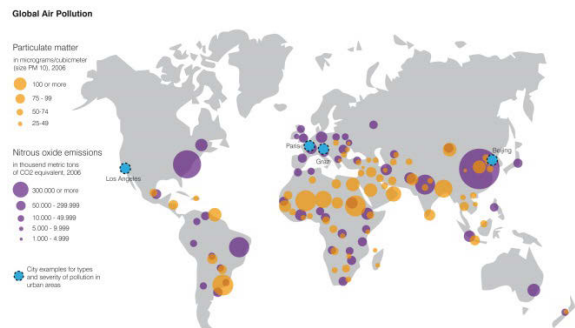 Global Air Pollution
Particulate matter
in micrograms/cubicmeter
(size PM 10), 2006
100 or more
75 - 99
50-74
25-49
Nitrous oxide emissions
in thousand metric tons
of CO2 equivalent, 2006
300 000 or more
50 000 - 299.999
10 000 - 49.999
5 000 - 9.999
1 000 - 4.999
City examples for types
and severity of pollution in
urban areas
Los Angeles
Paris
Graz
Beijing